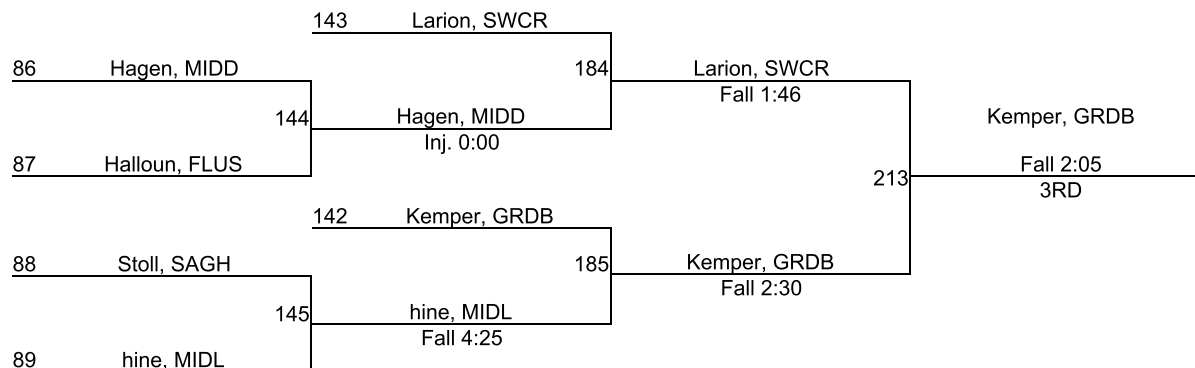 143 Larion, SWCR
86 Hagen, MIDD
184 Larion, SWCR
Fall 1:46
144 Hagen, MIDD
Inj. 0:00
Kemper, GRDB
87 Halloun, FLUS
Fall 2:05
213
3RD
142 Kemper, GRDB
88 Stoll, SAGH
185 Kemper, GRDB
Fall 2:30
145 hine, MIDL
Fall 4:25
89 hine, MIDL